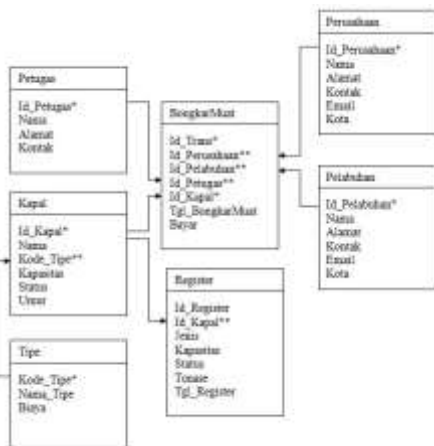 Petugas
Id_Petugas*
Nama
Alamat
Kontak
Kapal
Id_Kapal*
Nama
Kode_Tipe**
Kapasitas
Status
Umur
Tipe
Kode_Tipe*
Nama_Tipe
Biaya
BongkarMuat
Id_Trans*
Id_Perusahaan**
Id_Pelabuhan**
Id_Petugas**
Id_Kapal*
Tgl_BongkarMuat
Bayar
Register
Id_Register
Id_Kapal**
Jenis
Kapasitas
Status
Tonase
Tgl_Register
Perusahaan
Id_Perusahaan*
Nama
Alamat
Kontak
Email
Kota
Pelabuhan
Id_Pelabuhan*
Nama
Alamat
Kontak
Email
Kota